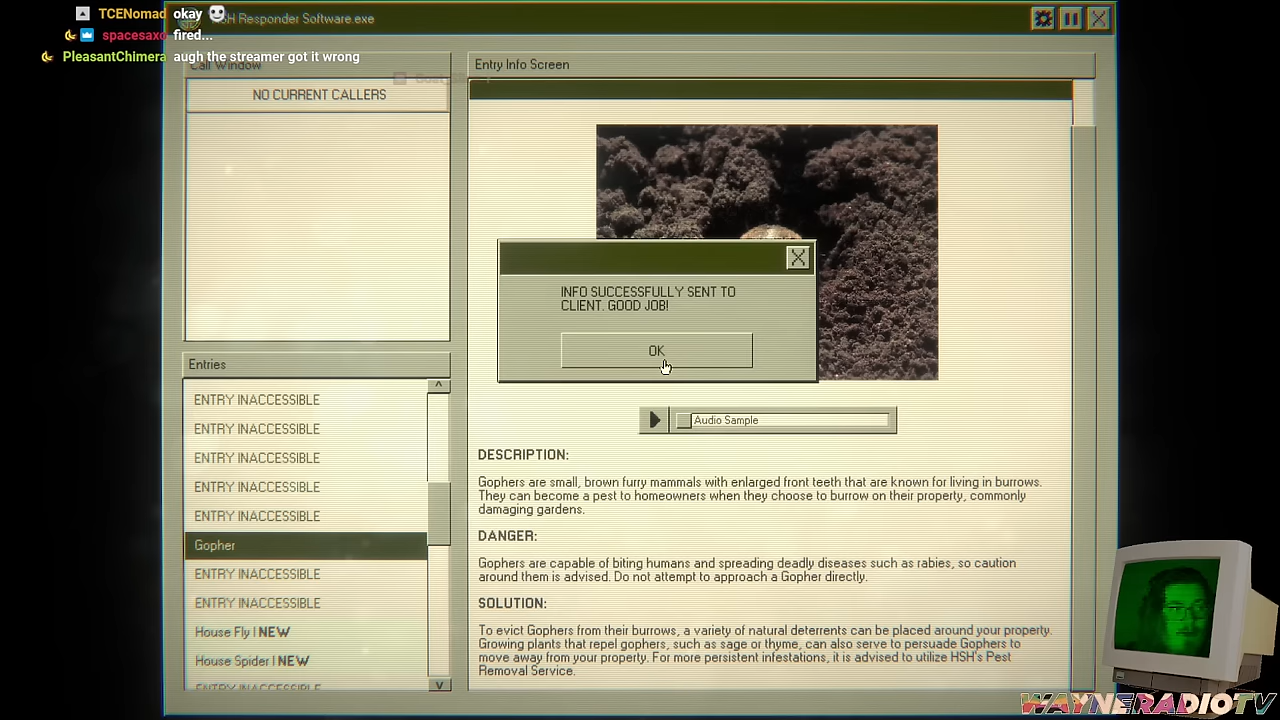 TCENomad okay
spacesaxo fired...
PleasantChimera augh the streamer got it wrong
HSH Responder Software.exe
Call Window
NO CURRENT CALLERS
Entry Info Screen
INFO SUCCESSFULLY SENT TO
CLIENT. GOOD JOB!
OK
Audio Sample
Entries
ENTRY INACCESSIBLE
ENTRY INACCESSIBLE
ENTRY INACCESSIBLE
ENTRY INACCESSIBLE
ENTRY INACCESSIBLE
Gopher
ENTRY INACCESSIBLE
ENTRY INACCESSIBLE
House Fly | NEW
House Spider | NEW
ENTRY INACCESSIBLE
DESCRIPTION:
Gophers are small, brown furry mammals with enlarged front teeth that are known for living in burrows.
They can become a pest to homeowners when they choose to burrow on their property, commonly
damaging gardens.
DANGER:
Gophers are capable of biting humans and spreading deadly diseases such as rabies, so caution
around them is advised. Do not attempt to approach a Gopher directly.
SOLUTION:
To evict Gophers from their burrows, a variety of natural deterrents can be placed around your property.
Growing plants that repel gophers, such as sage or thyme, can also serve to persuade Gophers to
move away from your property. For more persistent infestations, it is advised to utilize HSH's Pest
Removal Service.
WAYNERADIOTV